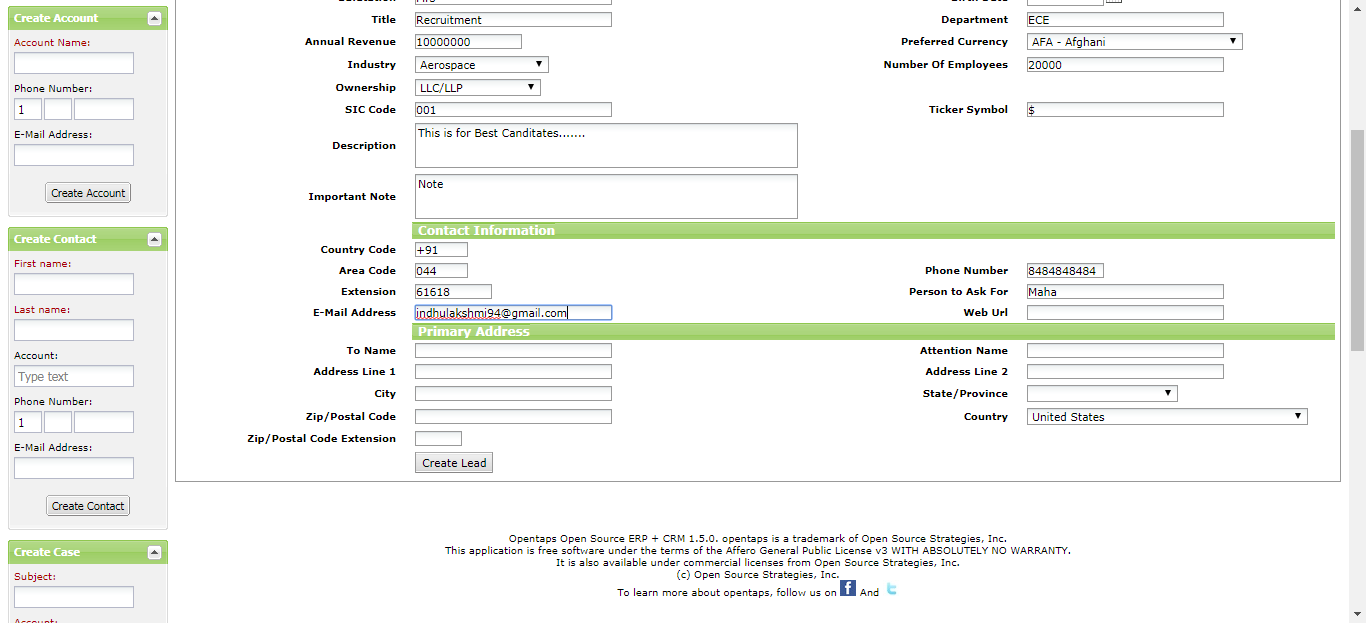 Create Account
Account Name:
Phone Number:
1
E-Mail Address:
Create Account
Create Contact
First name:
Last name:
Account:
Type text
Phone Number:
1
E-Mail Address:
Create Contact
Create Case
Subject:
Title Recruitment Department ECE
Annual Revenue 10000000 Preferred Currency AFA - Afghani
Industry Aerospace Number Of Employees 20000
Ownership LLC/LLP
SIC Code 001 Ticker Symbol $
Description This is for Best Canditates.......
Important Note Note
Contact Information
Country Code +91
Area Code 044 Phone Number 8484848484
Extension 61618 Person to Ask For Maha
E-Mail Address indhulakshmi94@gmail.com Web Url
Primary Address
To Name Attention Name
Address Line 1 Address Line 2
City State/Province
Zip/Postal Code Country United States
Zip/Postal Code Extension
Create Lead
Opentaps Open Source ERP + CRM 1.5.0. opentaps is a trademark of Open Source Strategies, Inc.
This application is free software under the terms of the Affero General Public License v3 WITH ABSOLUTELY NO WARRANTY.
It is also available under commercial licenses from Open Source Strategies, Inc.
(c) Open Source Strategies, Inc.
To learn more about opentaps, follow us on f And t